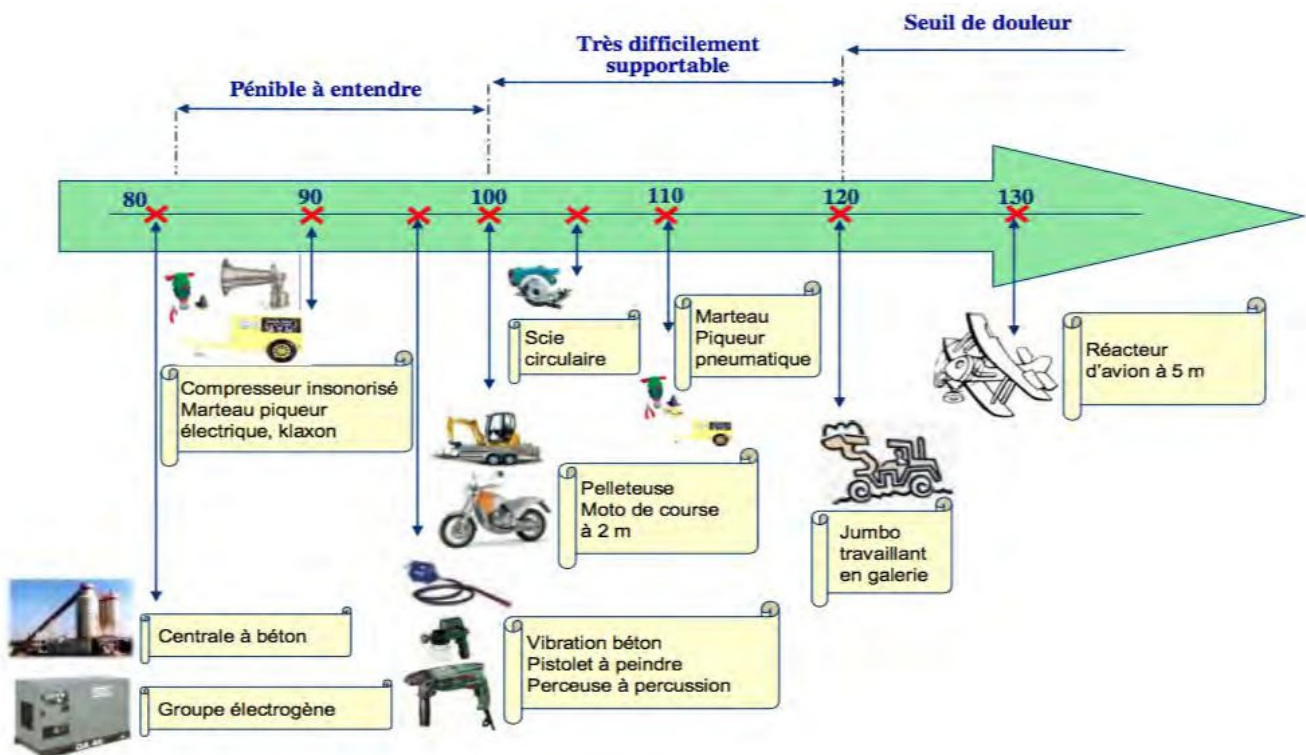 Seuil de douleur
Très difficilement
supportable
Pénible à entendre
80
90
100
110
120
130
Scie
circulaire
Marteau
Piqueur
pneumatique
Réacteur
d'avion à 5 m
Compresseur insonorisé
Marteau piqueur
électrique, klaxon
Pelleteuse
Moto de course
à 2 m
Jumbo
travaillant
en galerie
Centrale à béton
Vibration béton
Pistolet à peindre
Perceuse à percussion
Groupe électrogène